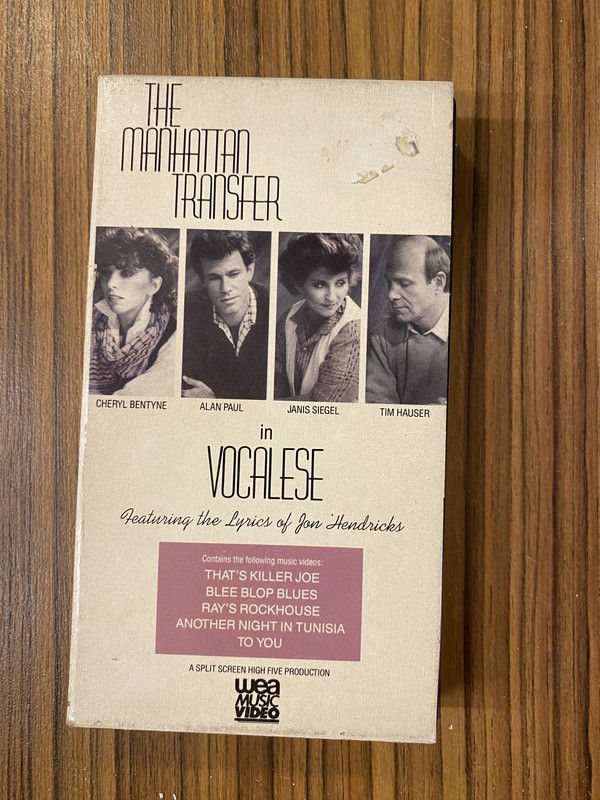 THE
MANHATTAN
TRANSFER
CHERYL BENTYNE
ALAN PAUL
JANIS SIEGEL
TIM HAUSER
in
VOCALESE
Featuring the Lyrics of Jon Hendricks
Contains the following music videos:
THAT'S KILLER JOE
BLEE BLOP BLUES
RAY'S ROCKHOUSE
ANOTHER NIGHT IN TUNISIA
TO YOU
A SPLIT SCREEN HIGH FIVE PRODUCTION
wea
MUSIC
VIDEO